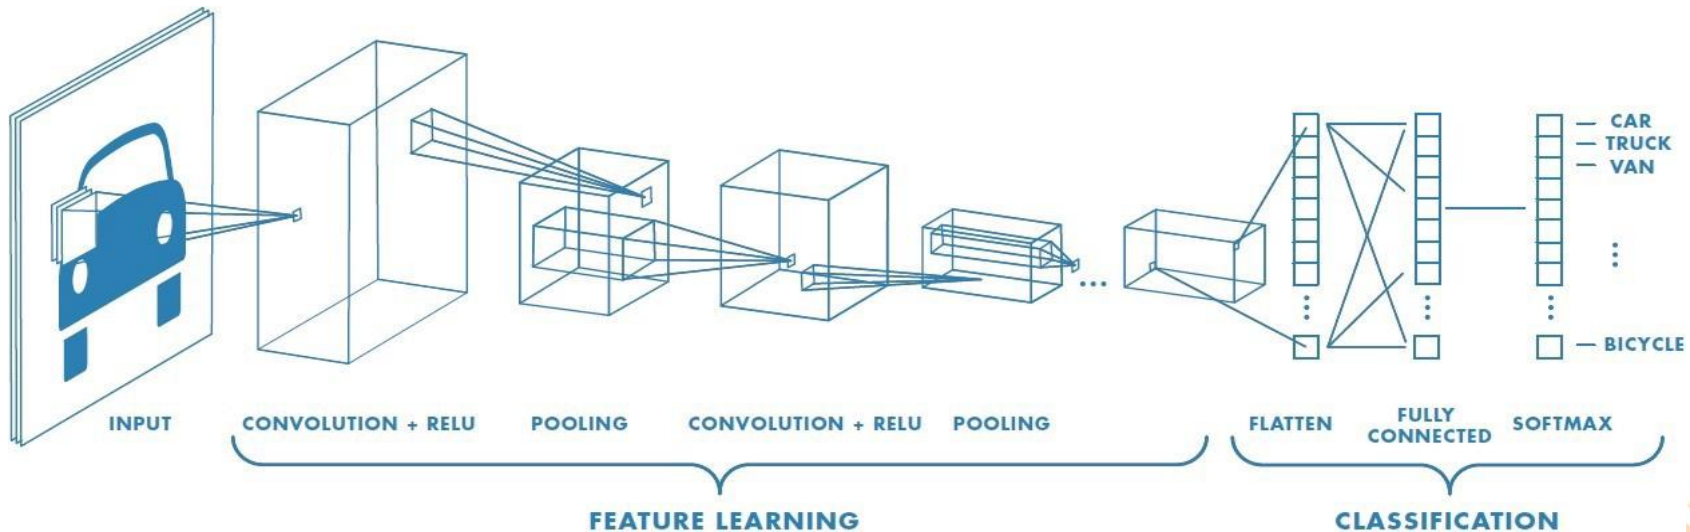 CAR
TRUCK
VAN
BICYCLE
INPUT
CONVOLUTION + RELU
POOLING
CONVOLUTION + RELU
POOLING
FLATTEN
FULLY
CONNECTED
SOFTMAX
FEATURE LEARNING
CLASSIFICATION